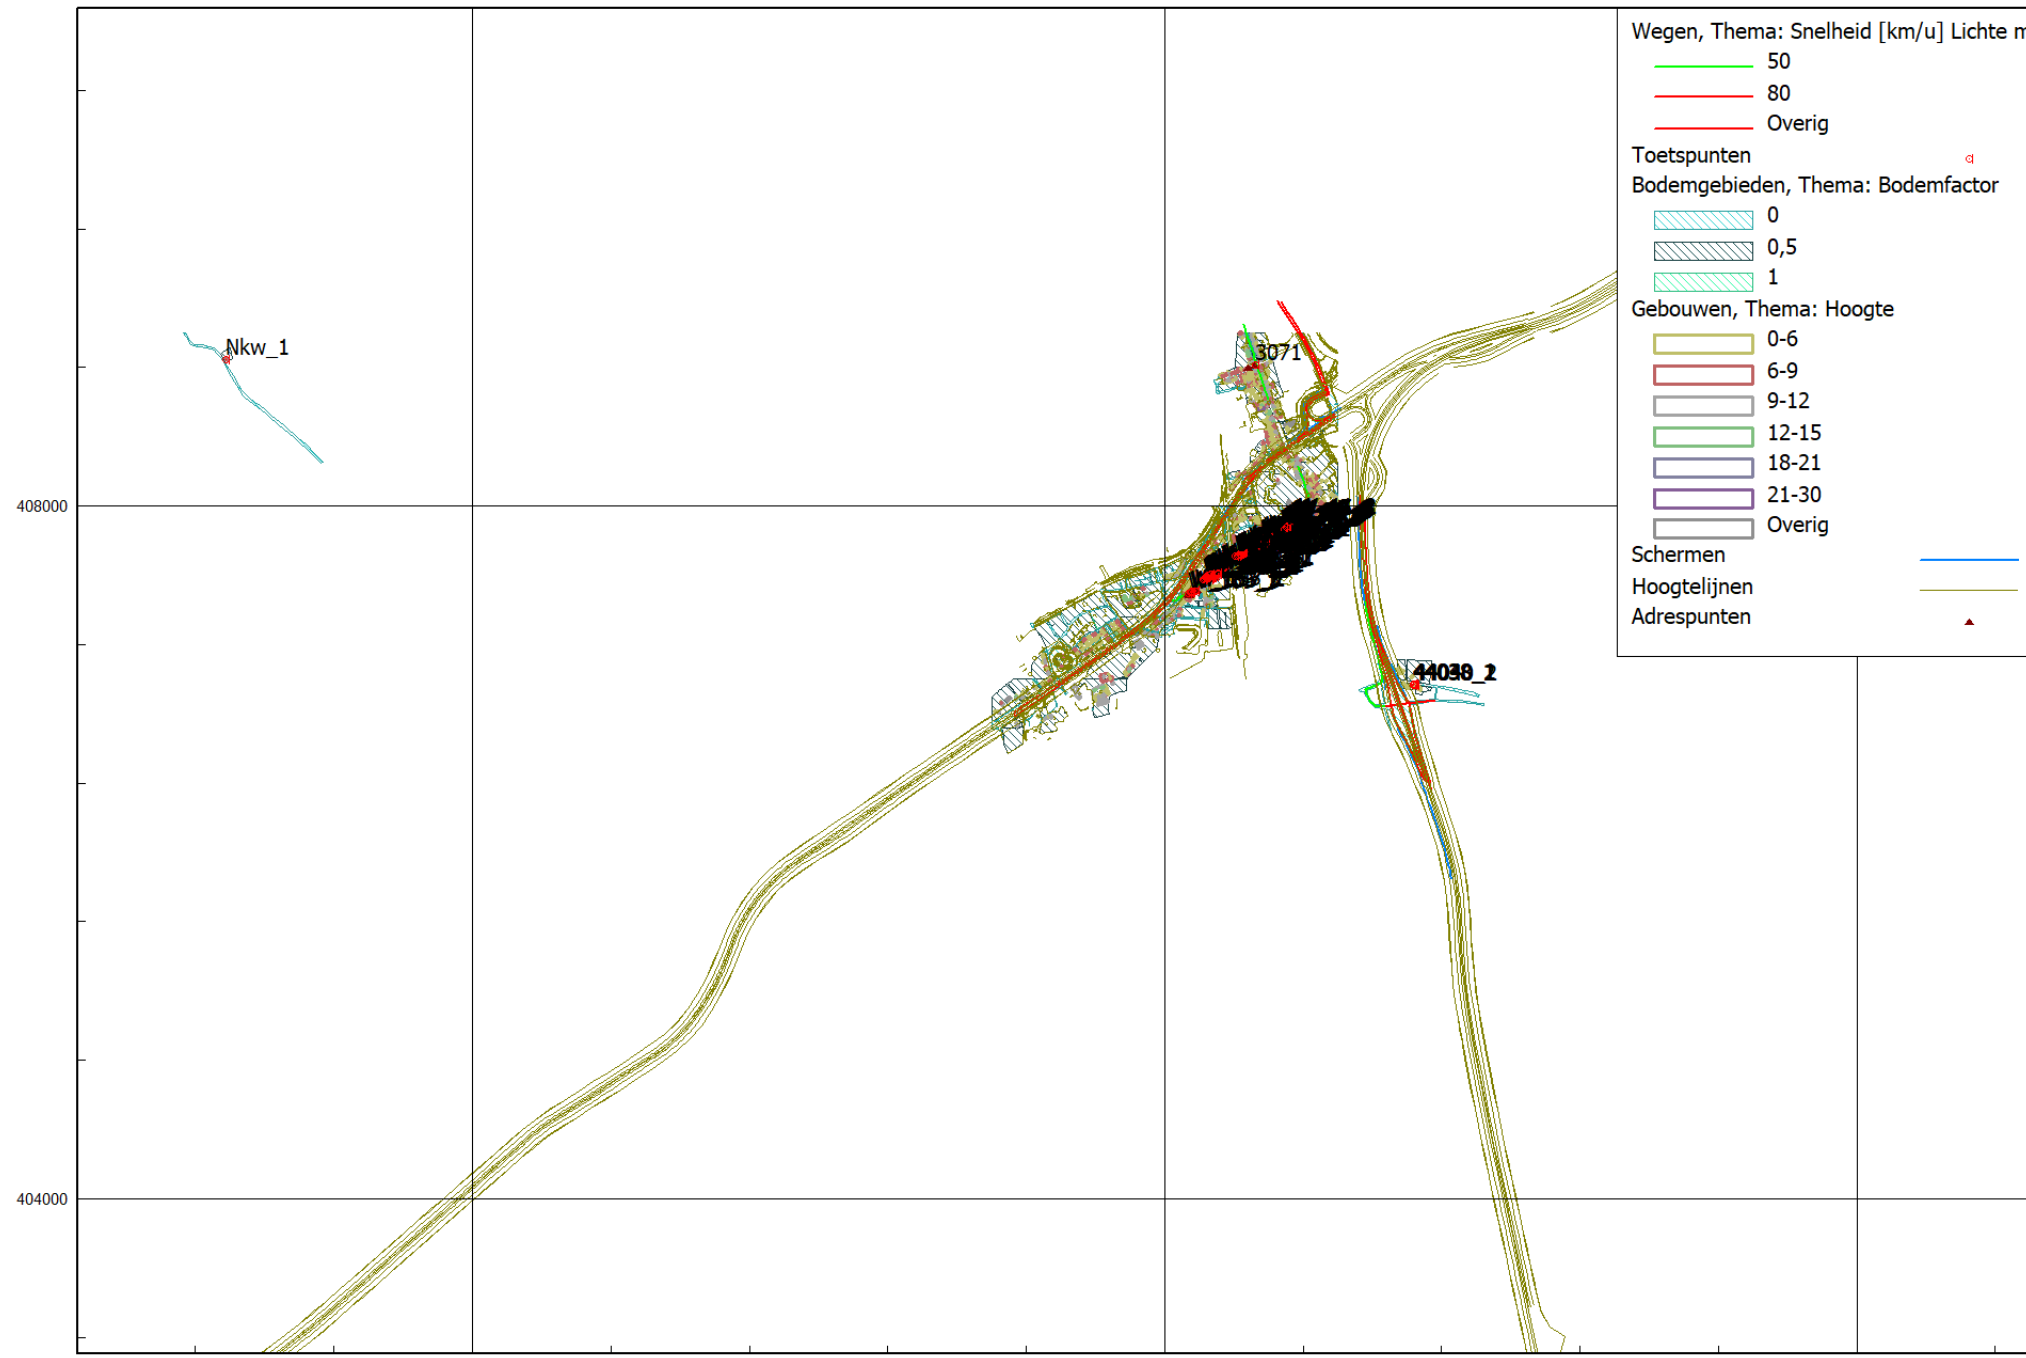 Wegen, Thema: Snelheid [km/u] Lichte m
50
80
Overig
Toetspunten
Bodemgebieden, Thema: Bodemfactor
0
0,5
1
Gebouwen, Thema: Hoogte
0-6
6-9
9-12
12-15
18-21
21-30
Overig
Schermen
Hoogtelijnen
Adrespunten
Nkw_1
3071
408000
404000